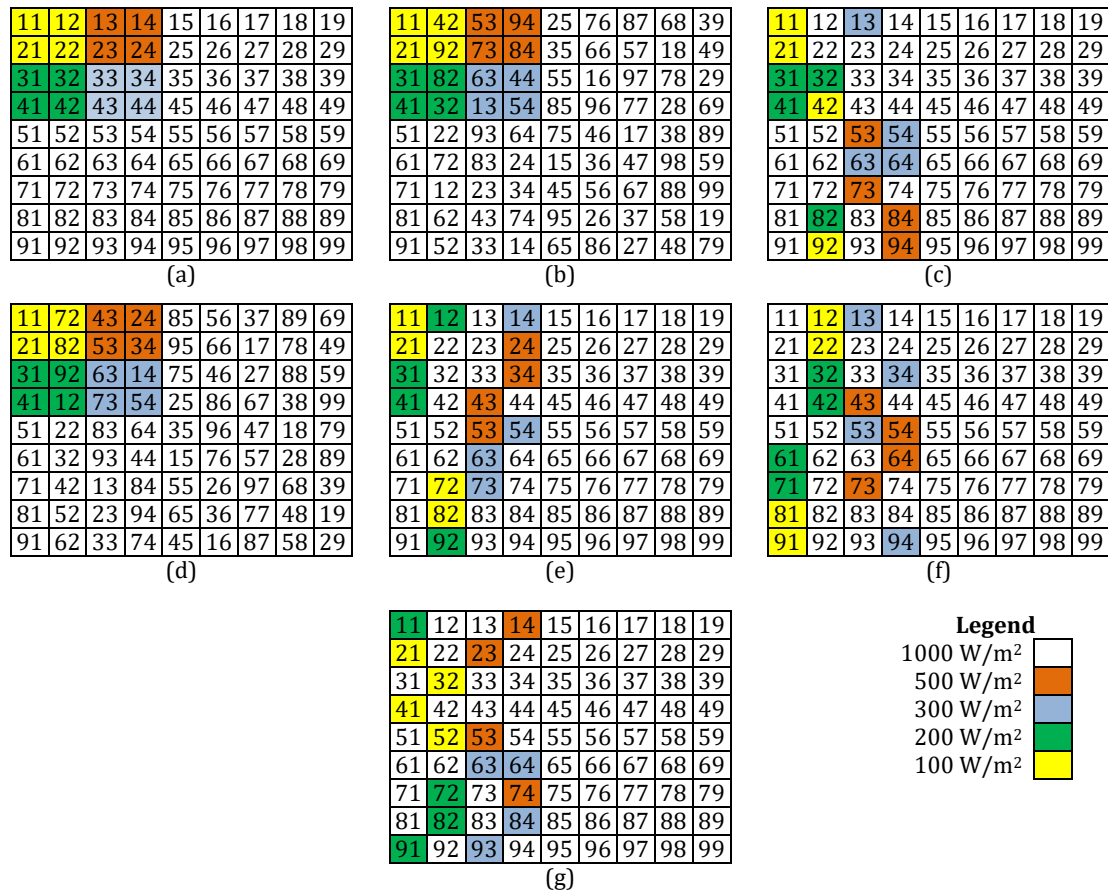 11 12 13 14 15 16 17 18 19
21 22 23 24 25 26 27 28 29
31 32 33 34 35 36 37 38 39
41 42 43 44 45 46 47 48 49
51 52 53 54 55 56 57 58 59
61 62 63 64 65 66 67 68 69
71 72 73 74 75 76 77 78 79
81 82 83 84 85 86 87 88 89
91 92 93 94 95 96 97 98 99
(a)
11 42 53 94 25 76 87 68 39
21 92 73 84 35 66 57 18 49
31 82 63 44 55 16 97 78 29
41 32 13 54 85 96 77 28 69
51 22 93 64 75 46 17 38 89
61 72 83 24 15 36 47 98 59
71 12 23 34 45 56 67 88 99
81 62 43 74 95 26 37 58 19
91 52 33 14 65 86 27 48 79
(b)
11 12 13 14 15 16 17 18 19
21 22 23 24 25 26 27 28 29
31 32 33 34 35 36 37 38 39
41 42 43 44 45 46 47 48 49
51 52 53 54 55 56 57 58 59
61 62 63 64 65 66 67 68 69
71 72 73 74 75 76 77 78 79
81 82 83 84 85 86 87 88 89
91 92 93 94 95 96 97 98 99
(c)
11 72 43 24 85 56 37 89 69
21 82 53 34 95 66 17 78 49
31 92 63 14 75 46 27 88 59
41 12 73 54 25 86 67 38 99
51 22 83 64 35 96 47 18 79
61 32 93 44 15 76 57 28 89
71 42 13 84 55 26 97 68 39
81 52 23 94 65 36 77 48 19
91 62 33 74 45 16 87 58 29
(d)
11 12 13 14 15 16 17 18 19
21 22 23 24 25 26 27 28 29
31 32 33 34 35 36 37 38 39
41 42 43 44 45 46 47 48 49
51 52 53 54 55 56 57 58 59
61 62 63 64 65 66 67 68 69
71 72 73 74 75 76 77 78 79
81 82 83 84 85 86 87 88 89
91 92 93 94 95 96 97 98 99
(e)
11 12 13 14 15 16 17 18 19
21 22 23 24 25 26 27 28 29
31 32 33 34 35 36 37 38 39
41 42 43 44 45 46 47 48 49
51 52 53 54 55 56 57 58 59
61 62 63 64 65 66 67 68 69
71 72 73 74 75 76 77 78 79
81 82 83 84 85 86 87 88 89
91 92 93 94 95 96 97 98 99
(f)
11 12 13 14 15 16 17 18 19
21 22 23 24 25 26 27 28 29
31 32 33 34 35 36 37 38 39
41 42 43 44 45 46 47 48 49
51 52 53 54 55 56 57 58 59
61 62 63 64 65 66 67 68 69
71 72 73 74 75 76 77 78 79
81 82 83 84 85 86 87 88 89
91 92 93 94 95 96 97 98 99
(g)
Legend
1000 W/m²
500 W/m²
300 W/m²
200 W/m²
100 W/m²